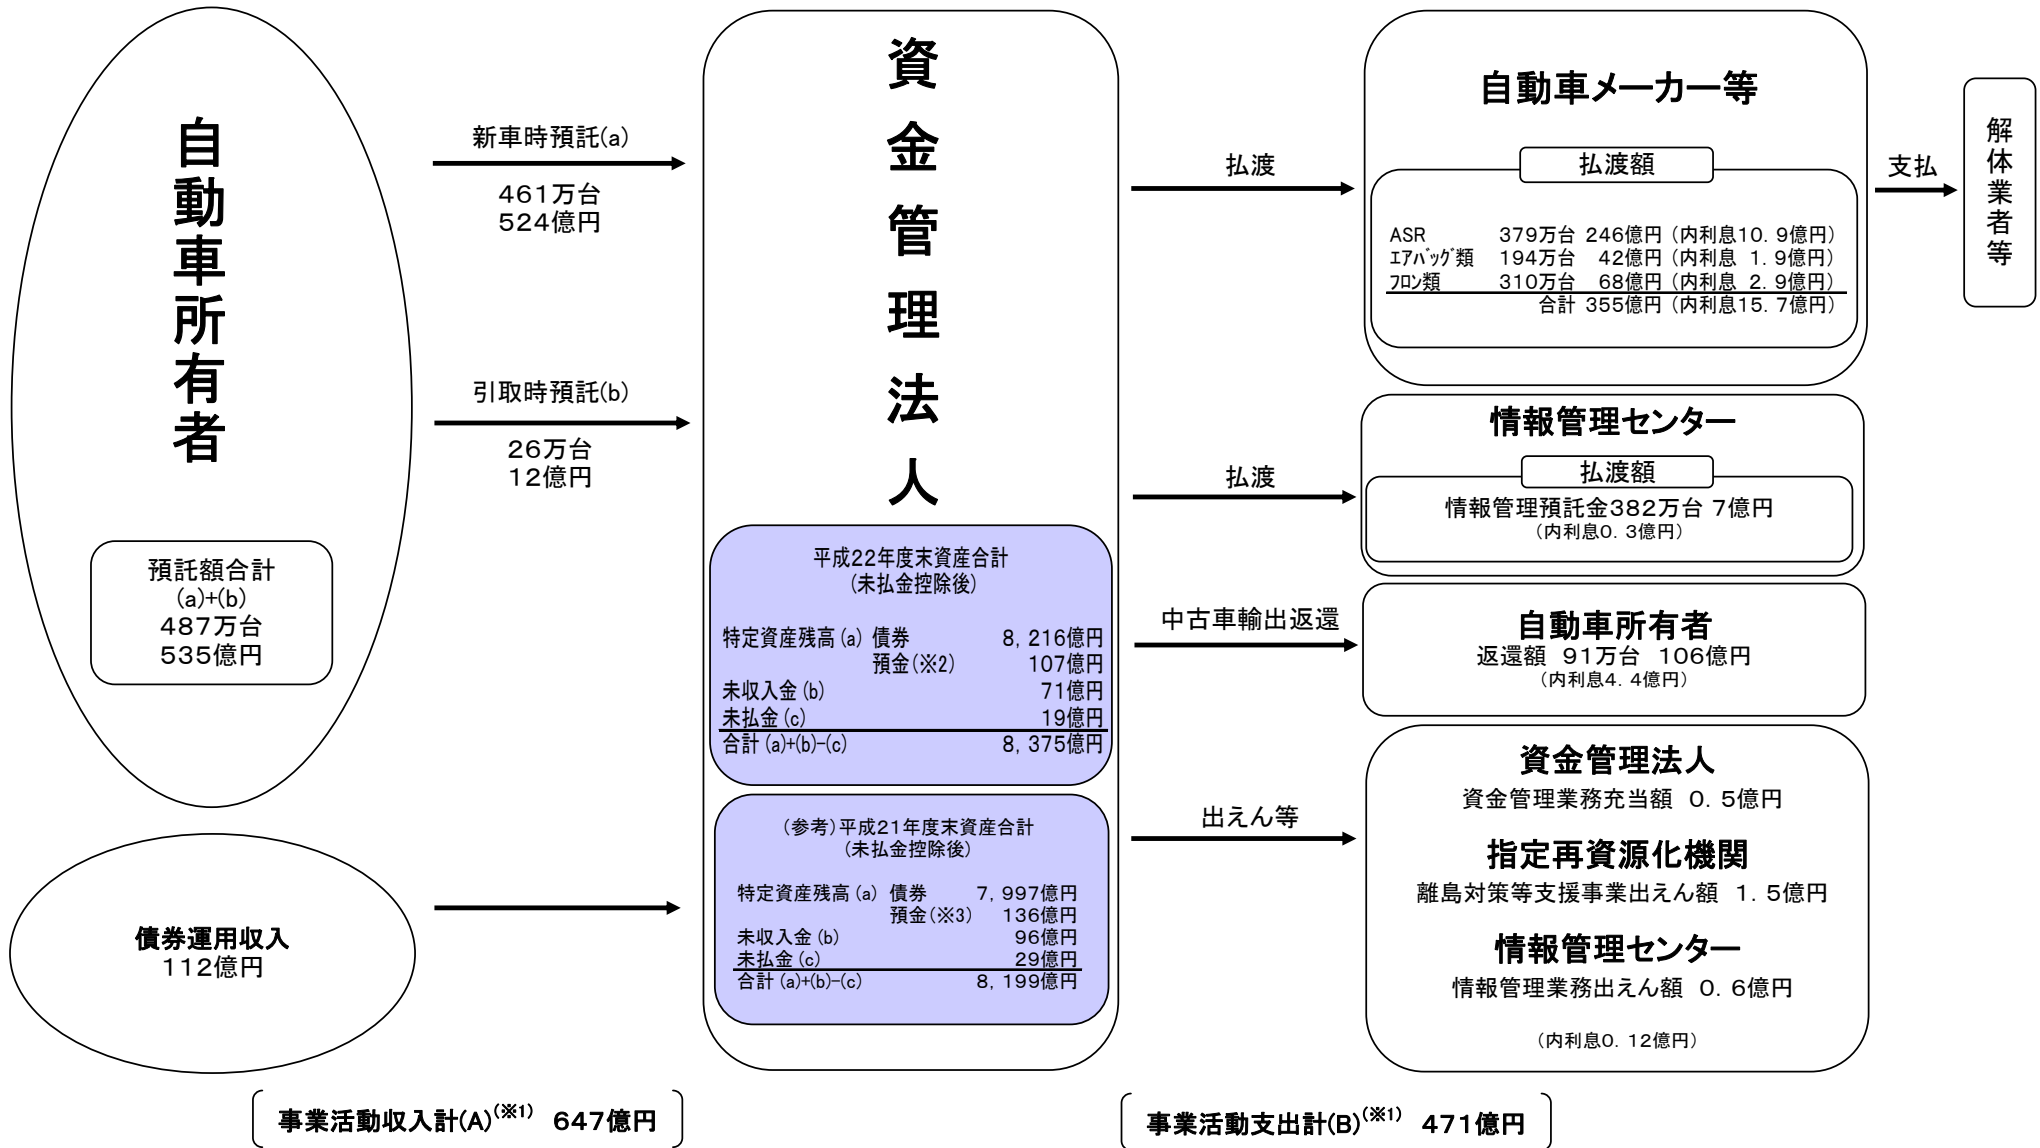 自動車所有者
預託額合計
(a)+(b)
487万台
535億円
債券運用収入
112億円
新車時預託(a)
461万台
524億円
引取時預託(b)
26万台
12億円
資金管理法人
平成22年度末資産合計
(未払金控除後)
特定資産残高(a) 債券 8,216億円
預金(※2) 107億円
未収入金(b) 71億円
未払金(c) 19億円
合計(a)+(b)-(c) 8,375億円
(参考)平成21年度末資産合計
(未払金控除後)
特定資産残高(a) 債券 7,997億円
預金(※3) 136億円
未収入金(b) 96億円
未払金(c) 29億円
合計(a)+(b)-(c) 8,199億円
払渡
払渡
中古車輸出返還
出えん等
自動車メーカー等
払渡額
ASR 379万台 246億円(内利息10.9億円)
エアバッグ類 194万台 42億円(内利息 1.9億円)
フロン類 310万台 68億円(内利息 2.9億円)
合計 355億円(内利息15.7億円)
支払
解体業者等
情報管理センター
払渡額
情報管理預託金382万台 7億円
(内利息0.3億円)
自動車所有者
返還額 91万台 106億円
(内利息4.4億円)
資金管理法人
資金管理業務充当額 0.5億円
指定再資源化機関
離島対策等支援事業出えん額 1.5億円
情報管理センター
情報管理業務出えん額 0.6億円
(内利息0.12億円)
事業活動収入計(A)(※1) 647億円
事業活動支出計(B)(※1) 471億円